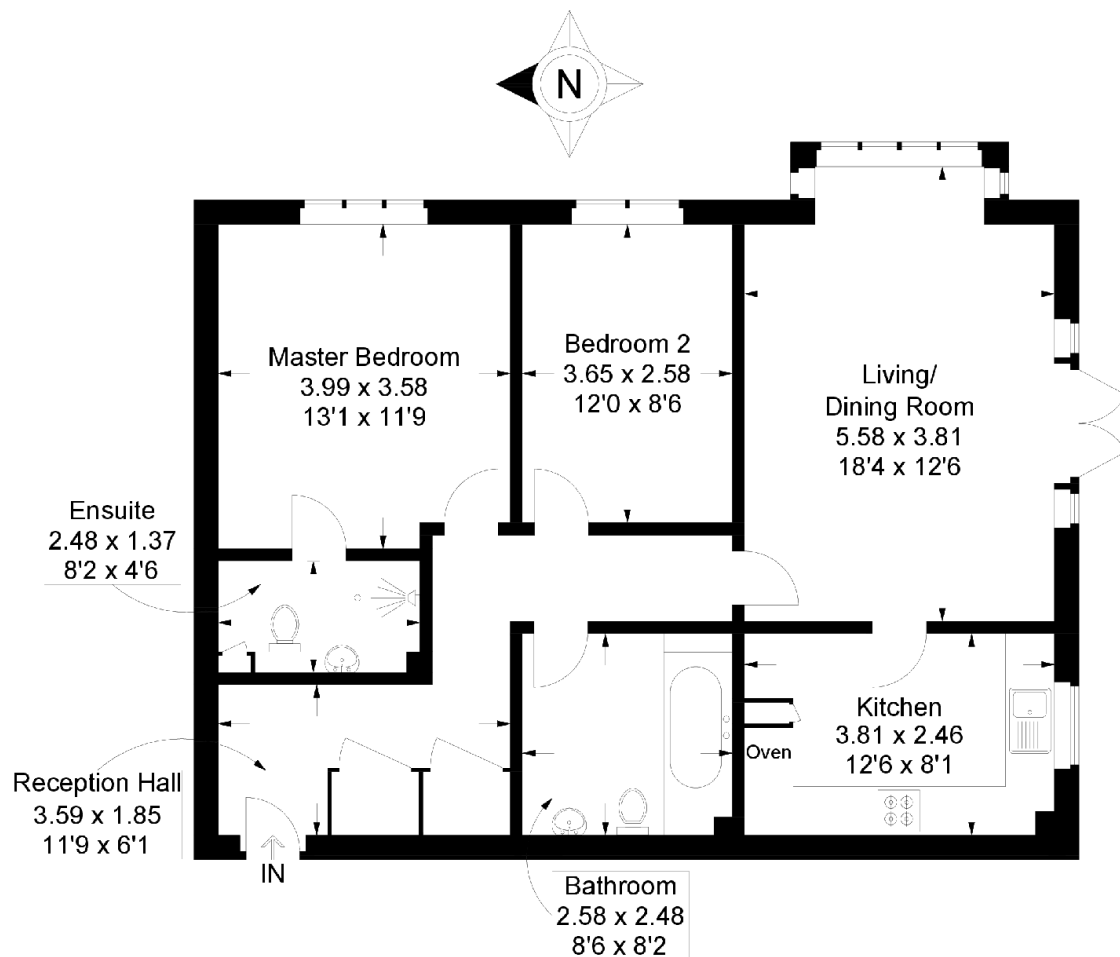 N
Master Bedroom
3.99 x 3.58
13'1 x 11'9
Bedroom 2
3.65 x 2.58
12'0 x 8'6
Living/
Dining Room
5.58 x 3.81
18'4 x 12'6
Ensuite
2.48 x 1.37
8'2 x 4'6
Kitchen
3.81 x 2.46
12'6 x 8'1
Oven
Reception Hall
3.59 x 1.85
11'9 x 6'1
IN
Bathroom
2.58 x 2.48
8'6 x 8'2